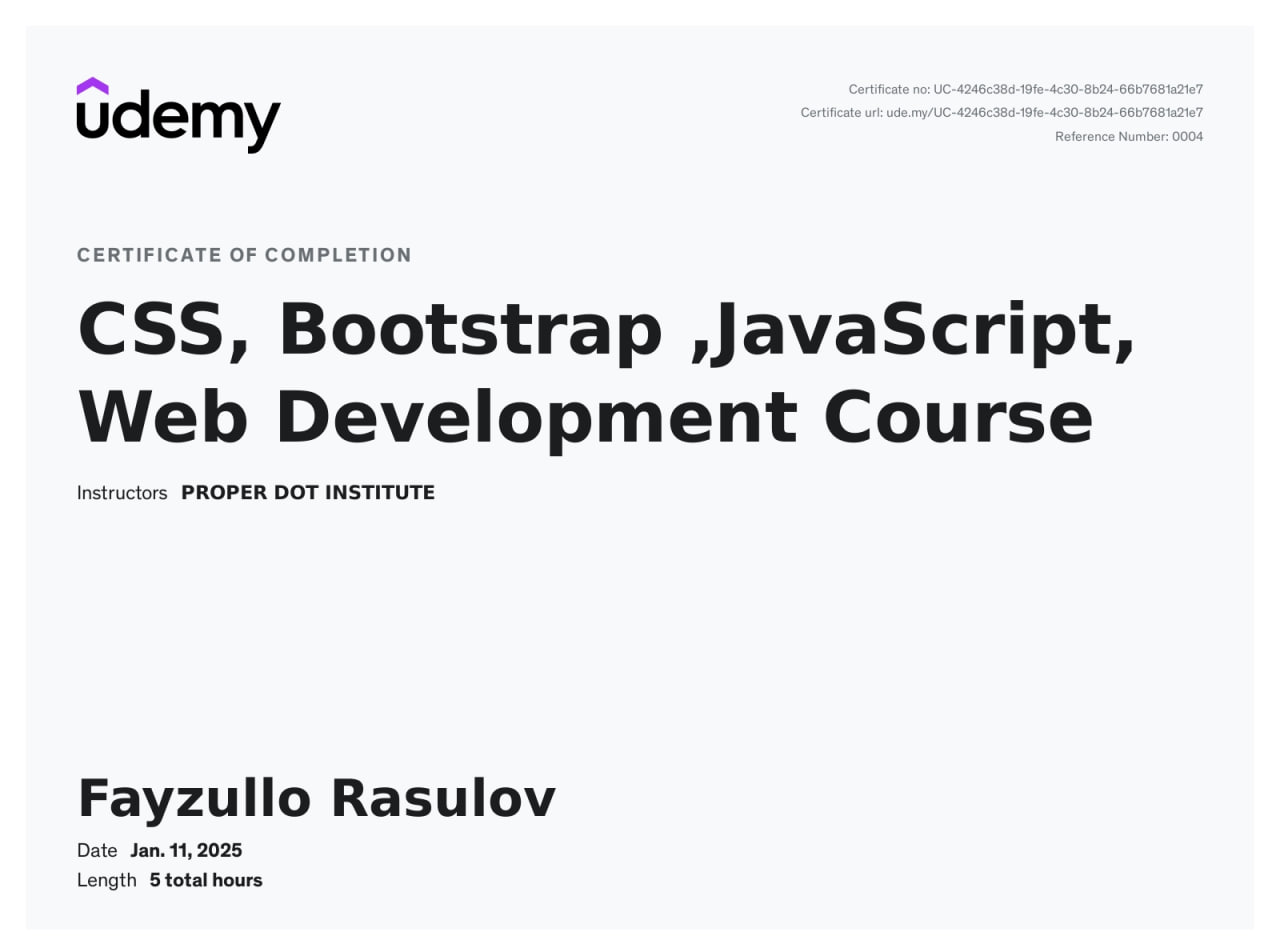 udemy
Certificate no: UC-4246c38d-19fe-4c30-8b24-66b7681a21e7
Certificate url: ude.my/UC-4246c38d-19fe-4c30-8b24-66b7681a21e7
Reference Number: 0004
CERTIFICATE OF COMPLETION
CSS, Bootstrap ,JavaScript,
Web Development Course
Instructors PROPER DOT INSTITUTE
Fayzullo Rasulov
Date Jan. 11, 2025
Length 5 total hours